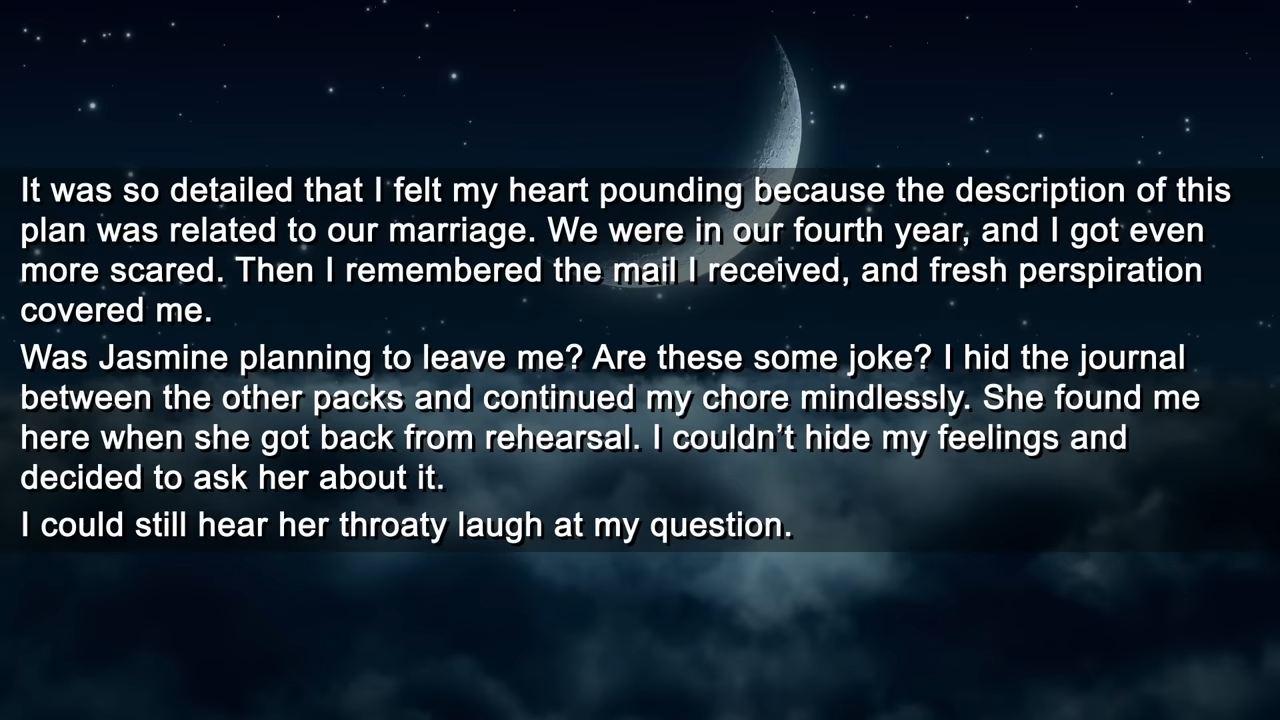 It was so detailed that I felt my heart pounding because the description of this
plan was related to our marriage. We were in our fourth year, and I got even
more scared. Then I remembered the mail I received, and fresh perspiration
covered me.
Was Jasmine planning to leave me? Are these some joke? I hid the journal
between the other packs and continued my chore mindlessly. She found me
here when she got back from rehearsal. I couldn’t hide my feelings and
decided to ask her about it.
I could still hear her throaty laugh at my question.